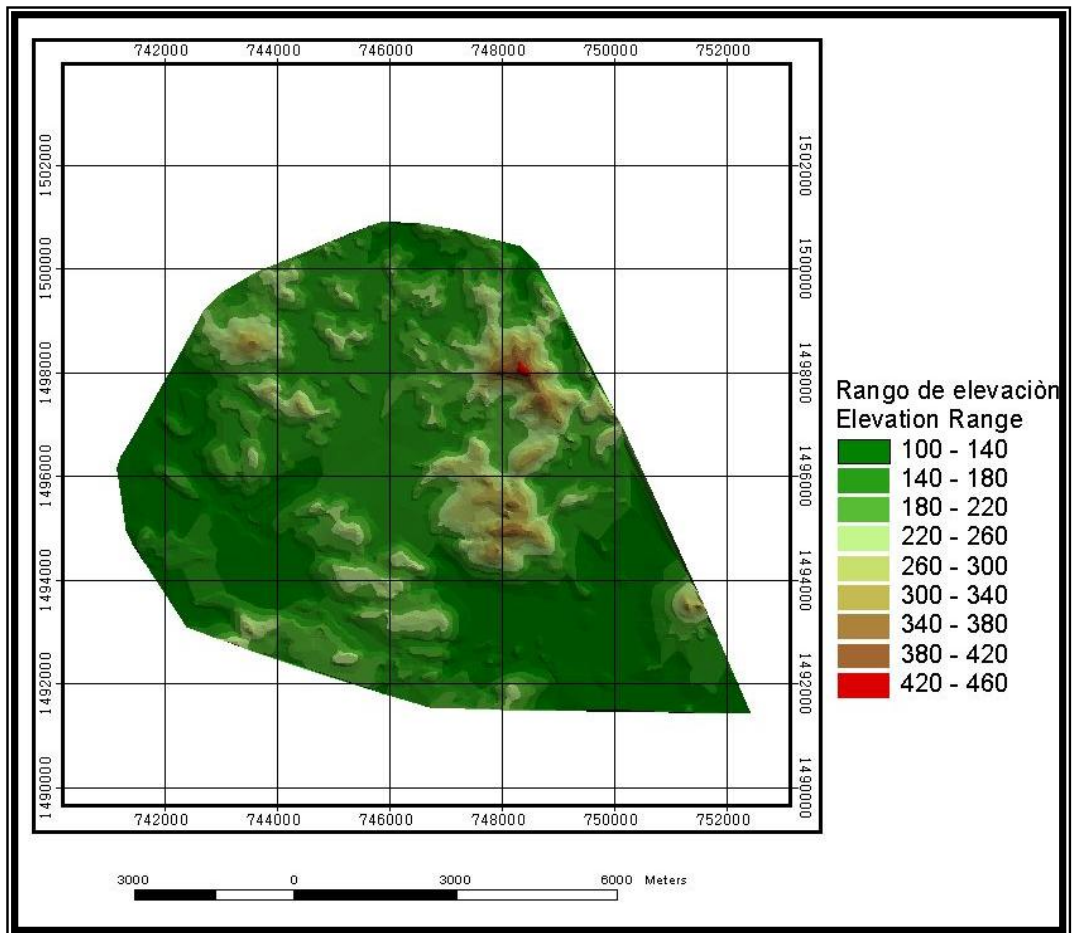 742000 744000 746000 748000 750000 752000
1502000 1502000
1500000 1500000
1498000 1498000
1496000 1496000
1494000 1494000
1492000 1492000
1490000 1490000
742000 744000 746000 748000 750000 752000
Rango de elevaciòn
Elevation Range
100 - 140
140 - 180
180 - 220
220 - 260
260 - 300
300 - 340
340 - 380
380 - 420
420 - 460
3000 0 3000 6000 Meters